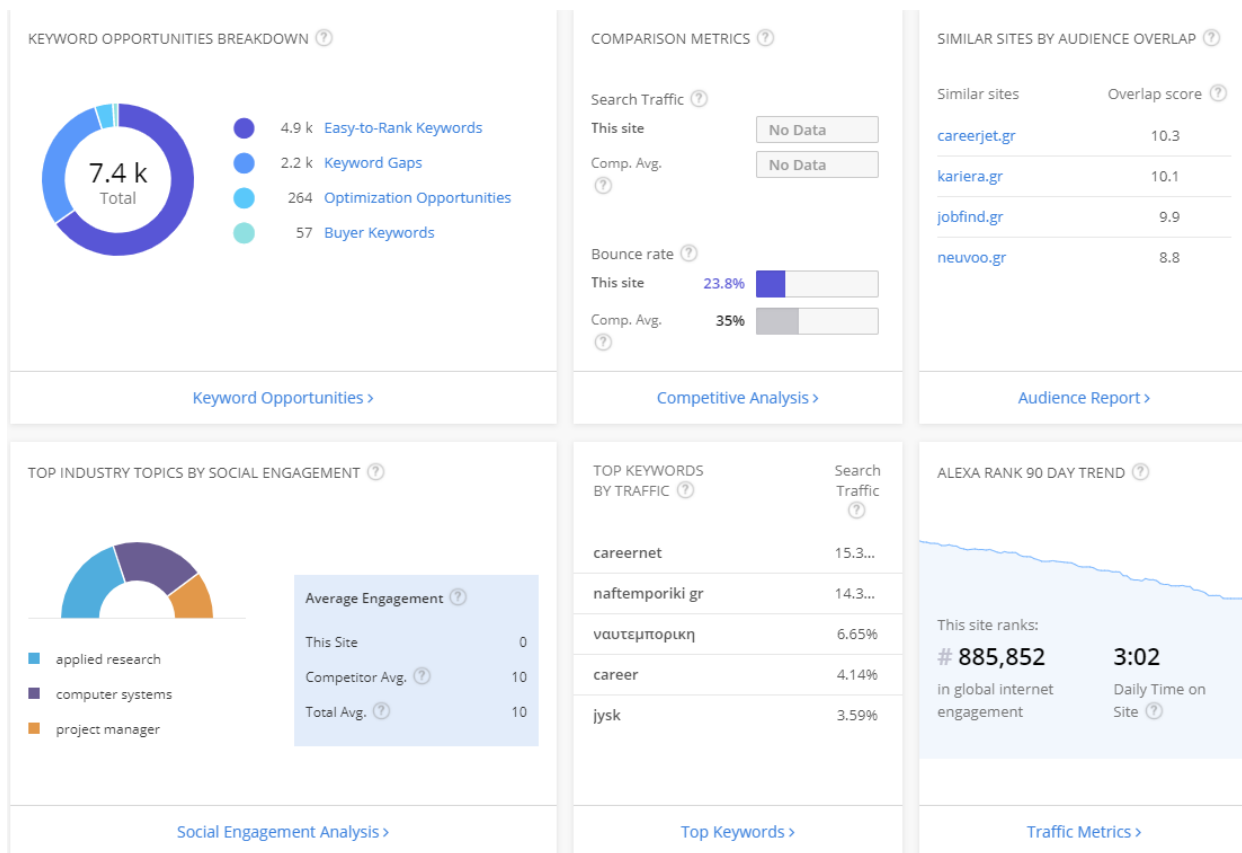 KEYWORD OPPORTUNITIES BREAKDOWN ?
7.4 k
Total
4.9 k Easy-to-Rank Keywords
2.2 k Keyword Gaps
264 Optimization Opportunities
57 Buyer Keywords
Keyword Opportunities >
COMPARISON METRICS ?
Search Traffic ?
This site No Data
Comp. Avg. No Data
?
Bounce rate ?
This site 23.8%
Comp. Avg. 35%
?
Competitive Analysis >
SIMILAR SITES BY AUDIENCE OVERLAP ?
Similar sites Overlap score ?
careerjet.gr 10.3
kariera.gr 10.1
jobfind.gr 9.9
neuvoo.gr 8.8
Audience Report >
TOP INDUSTRY TOPICS BY SOCIAL ENGAGEMENT ?
applied research
computer systems
project manager
Average Engagement ?
This Site 0
Competitor Avg. ? 10
Total Avg. ? 10
Social Engagement Analysis >
TOP KEYWORDS Search
BY TRAFFIC ? Traffic
?
careernet 15.3...
naftemporiki gr 14.3...
ναυτεμπορικη 6.65%
career 4.14%
jysk 3.59%
Top Keywords >
ALEXA RANK 90 DAY TREND ?
This site ranks:
# 885,852 3:02
in global internet Daily Time on
engagement Site ?
Traffic Metrics >